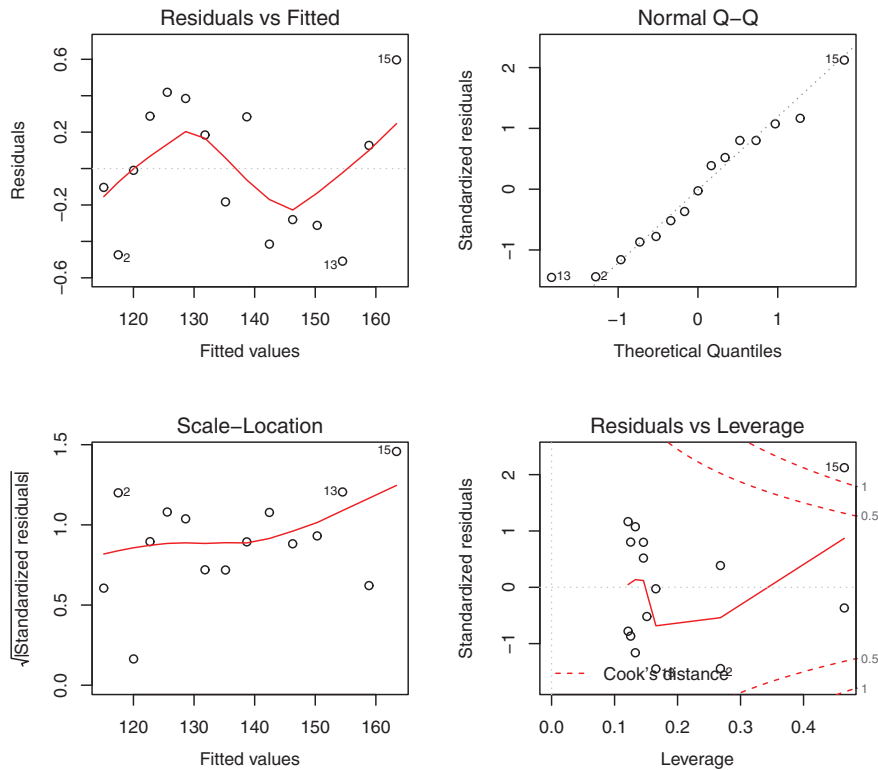 Residuals vs Fitted
Residuals
0.6
0.2
−0.2
−0.6
15
2
13
120 130 140 150 160
Fitted values
Normal Q−Q
Standardized residuals
2
1
0
−1
15
13
2
−1 0 1
Theoretical Quantiles
Scale−Location
√|Standardized residuals|
1.5
1.0
0.5
0.0
15
2
13
120 130 140 150 160
Fitted values
Residuals vs Leverage
Standardized residuals
2
1
0
−1
15
1
0.5
0.5
1
2
Cook's distance
0.0 0.1 0.2 0.3 0.4
Leverage